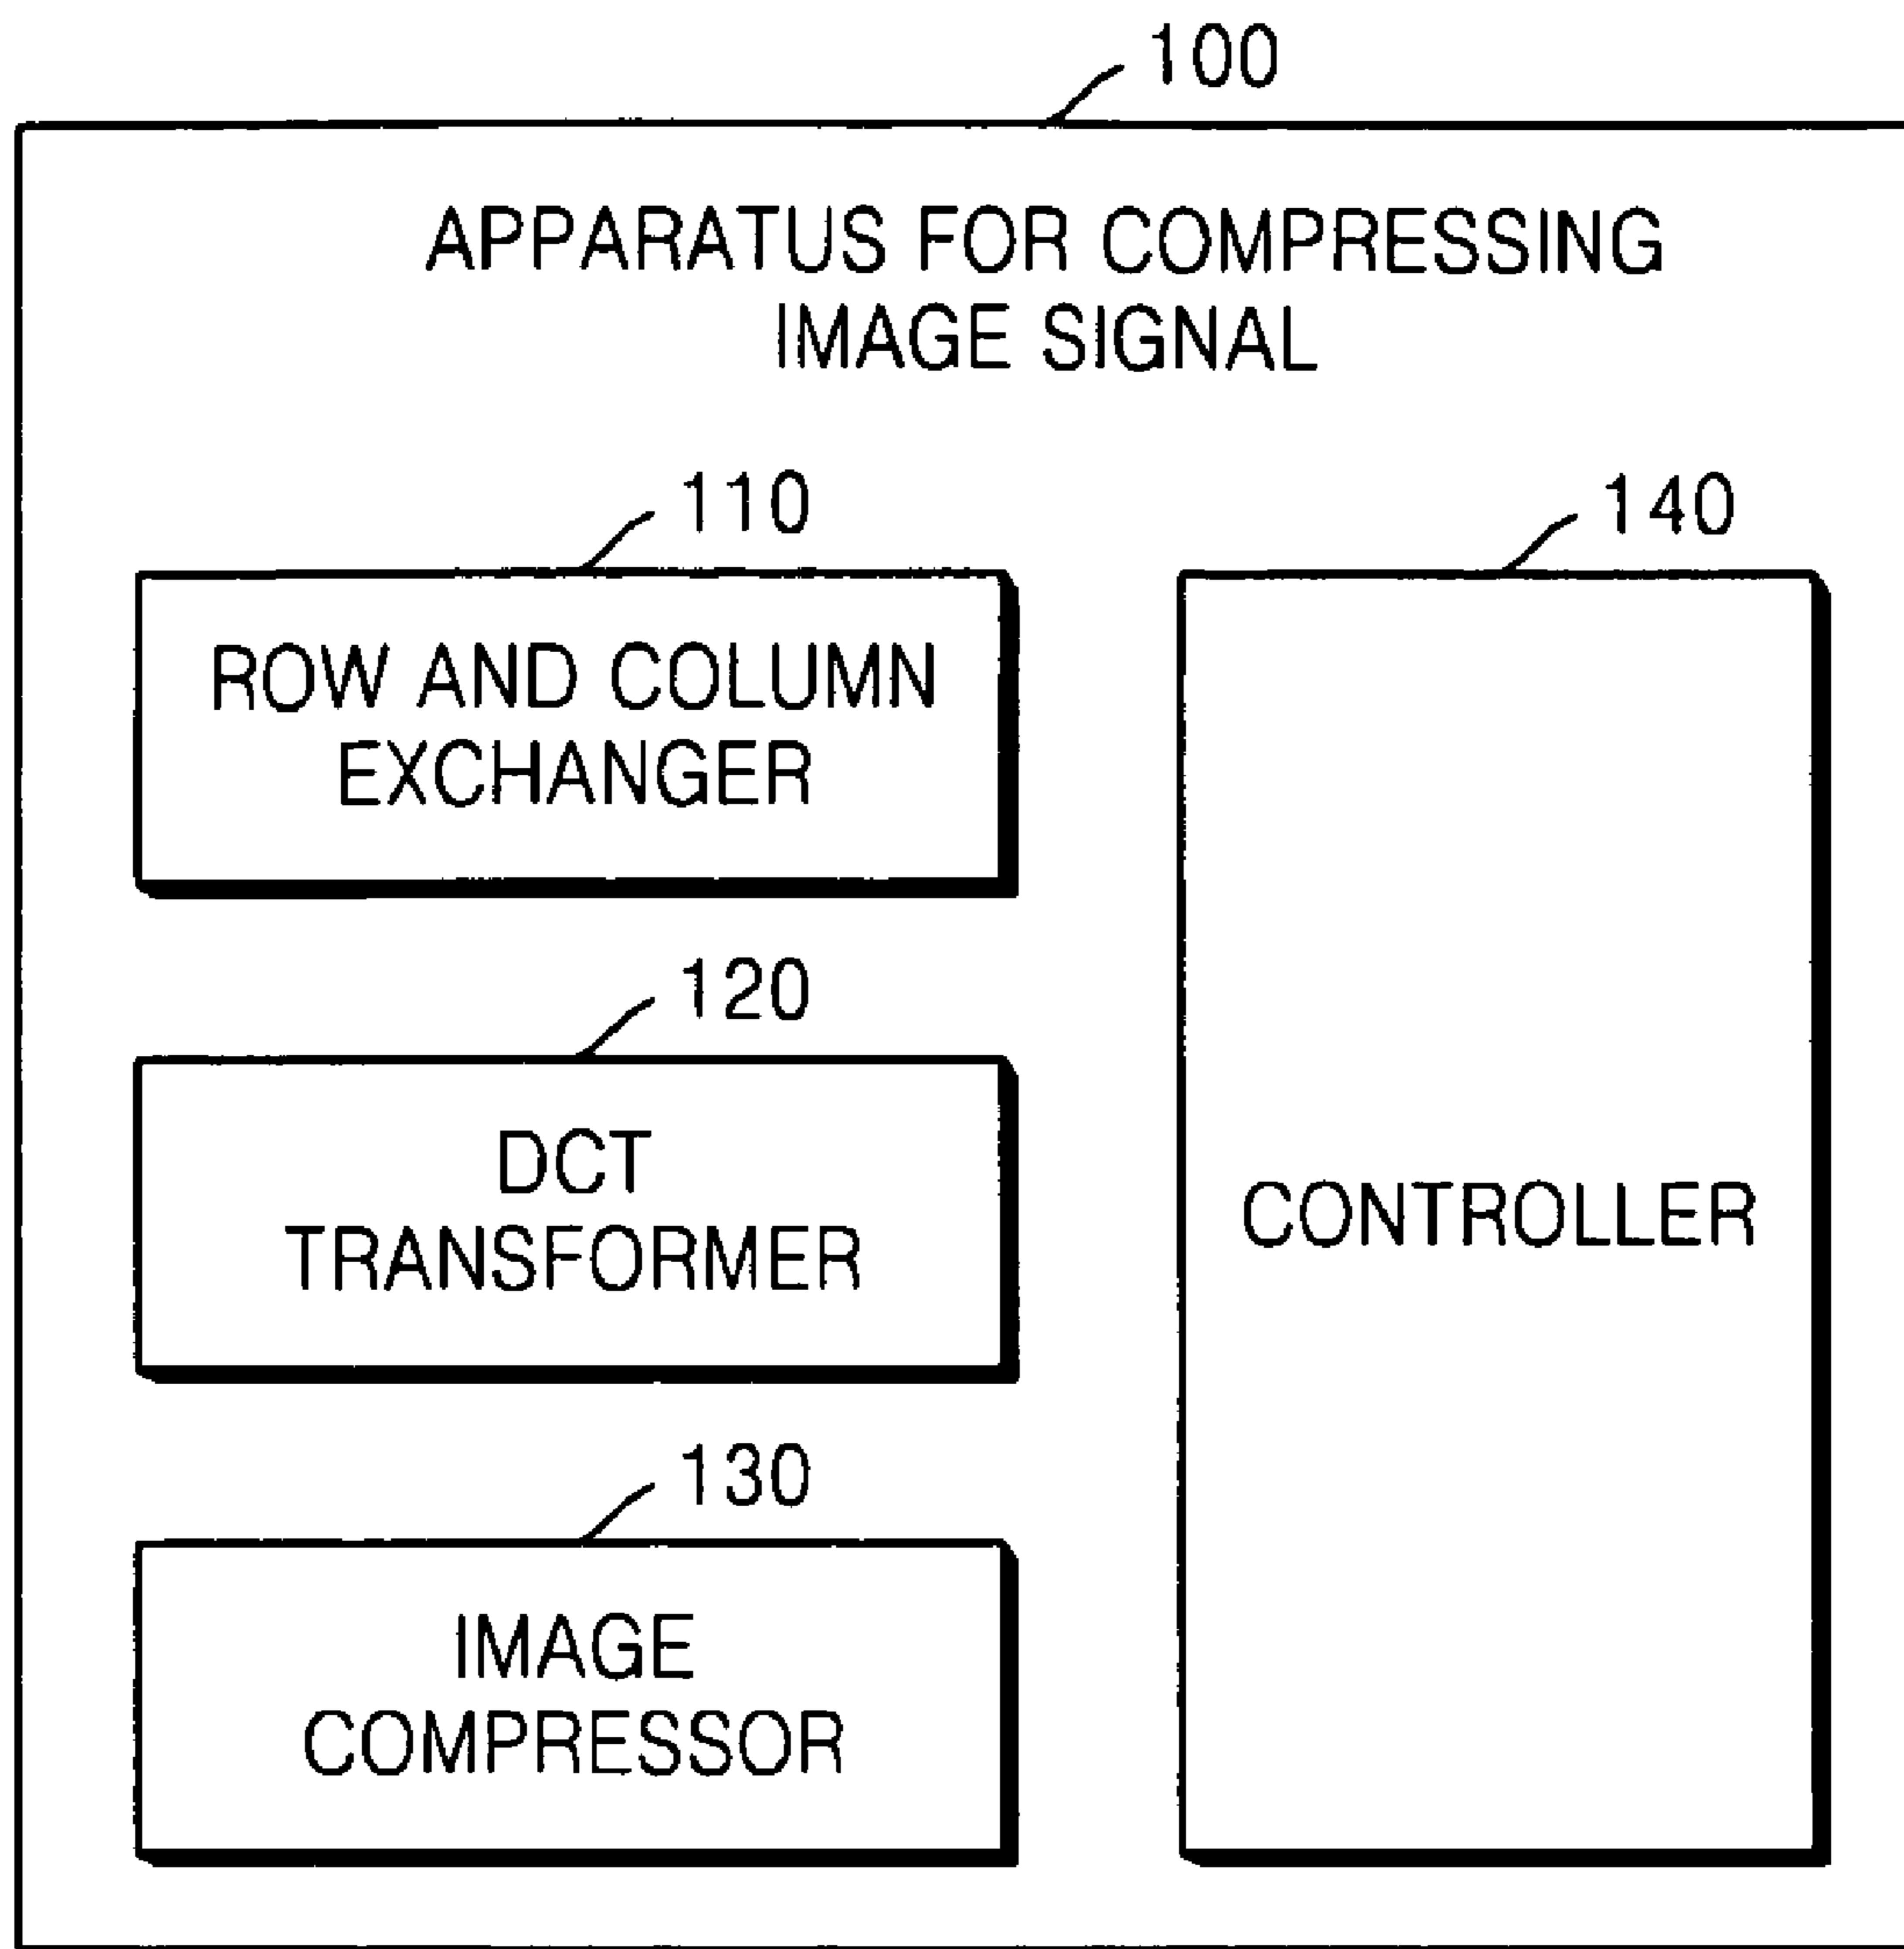 100
APPARATUS FOR COMPRESSING
IMAGE SIGNAL
110
ROW AND COLUMN
EXCHANGER
120
DCT
TRANSFORMER
130
IMAGE
COMPRESSOR
140
CONTROLLER